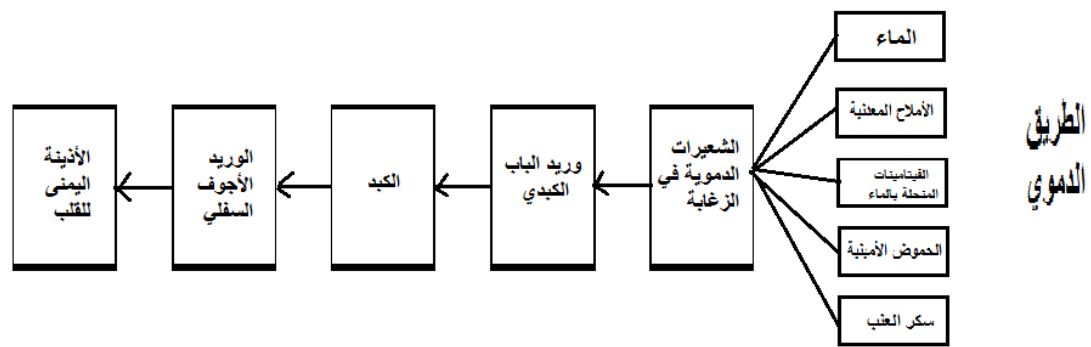 الطريق
الدموي
الماء
الأملاح المعدنية
الفيتامينات
المنحلة بالماء
الحموض الأمينية
سكر العنب
الشعيرات
الدموية في
الزغابة
وريد الباب
الكبدي
الكبد
الوريد
الأجوف
السفلي
الأذينة
اليمنى
للقلب